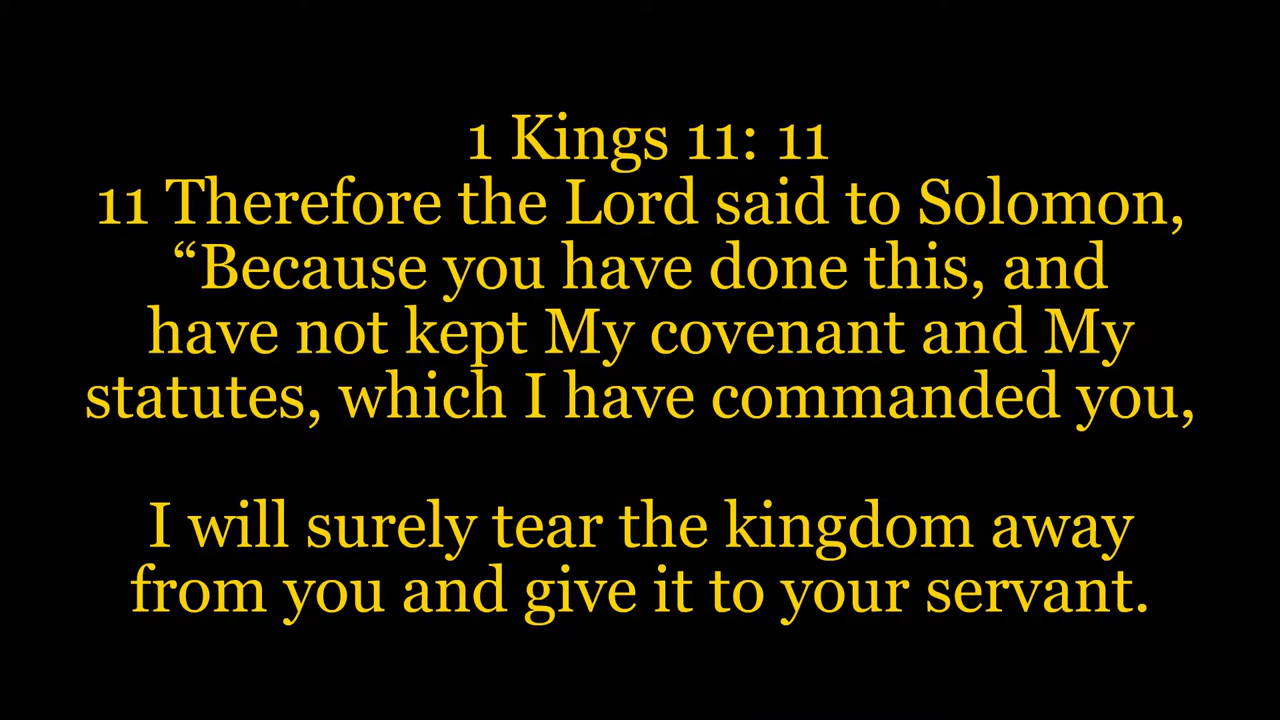 1 Kings 11: 11
11 Therefore the Lord said to Solomon,
“Because you have done this, and
have not kept My covenant and My
statutes, which I have commanded you,
I will surely tear the kingdom away
from you and give it to your servant.